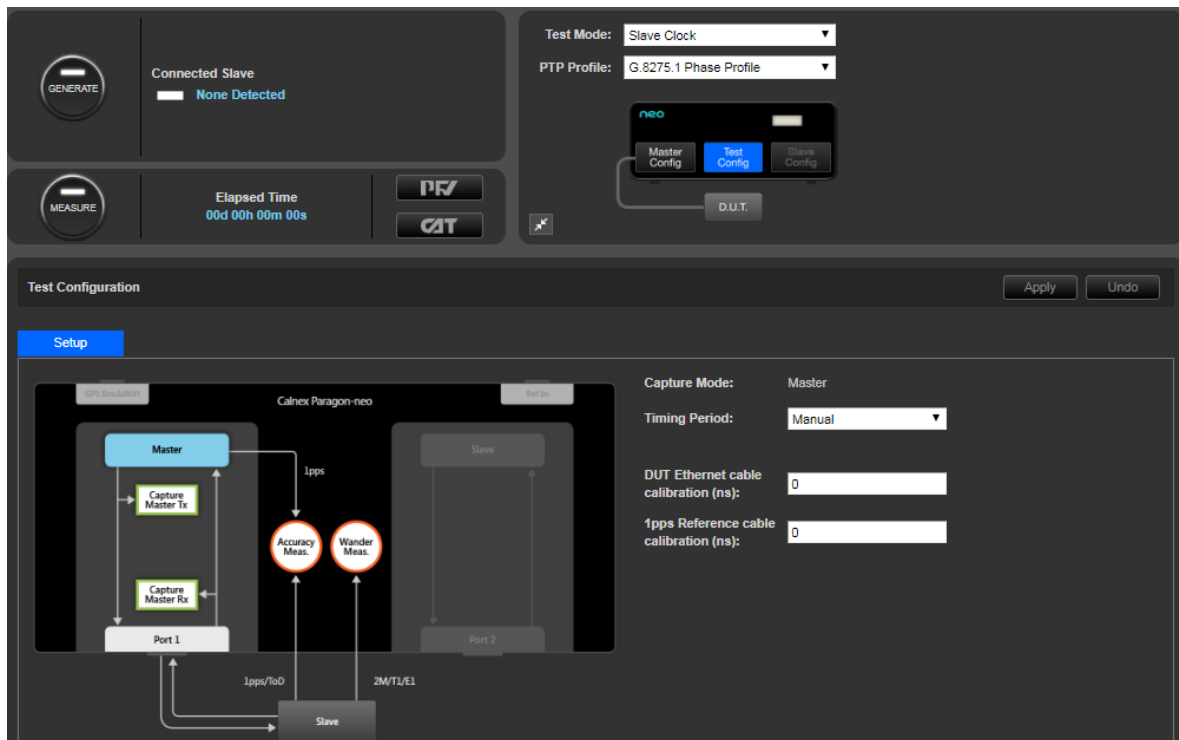 GENERATE
Connected Slave
None Detected
MEASURE
Elapsed Time
00d 00h 00m 00s
PFV
CAT
Test Mode:
Slave Clock
PTP Profile:
G.8275.1 Phase Profile
neo
Master
Config
Test
Config
Slave
Config
D.U.T.
Test Configuration
Apply
Undo
Setup
GPS Emulation
Calnex Paragon-neo
Ref In
Master
Slave
1pps
Capture
Master Tx
Accuracy
Meas.
Wander
Meas.
Capture
Master Rx
Port 1
Port 2
1pps/ToD
2M/T1/E1
Slave
Capture Mode:
Master
Timing Period:
Manual
DUT Ethernet cable
calibration (ns):
0
1pps Reference cable
calibration (ns):
0